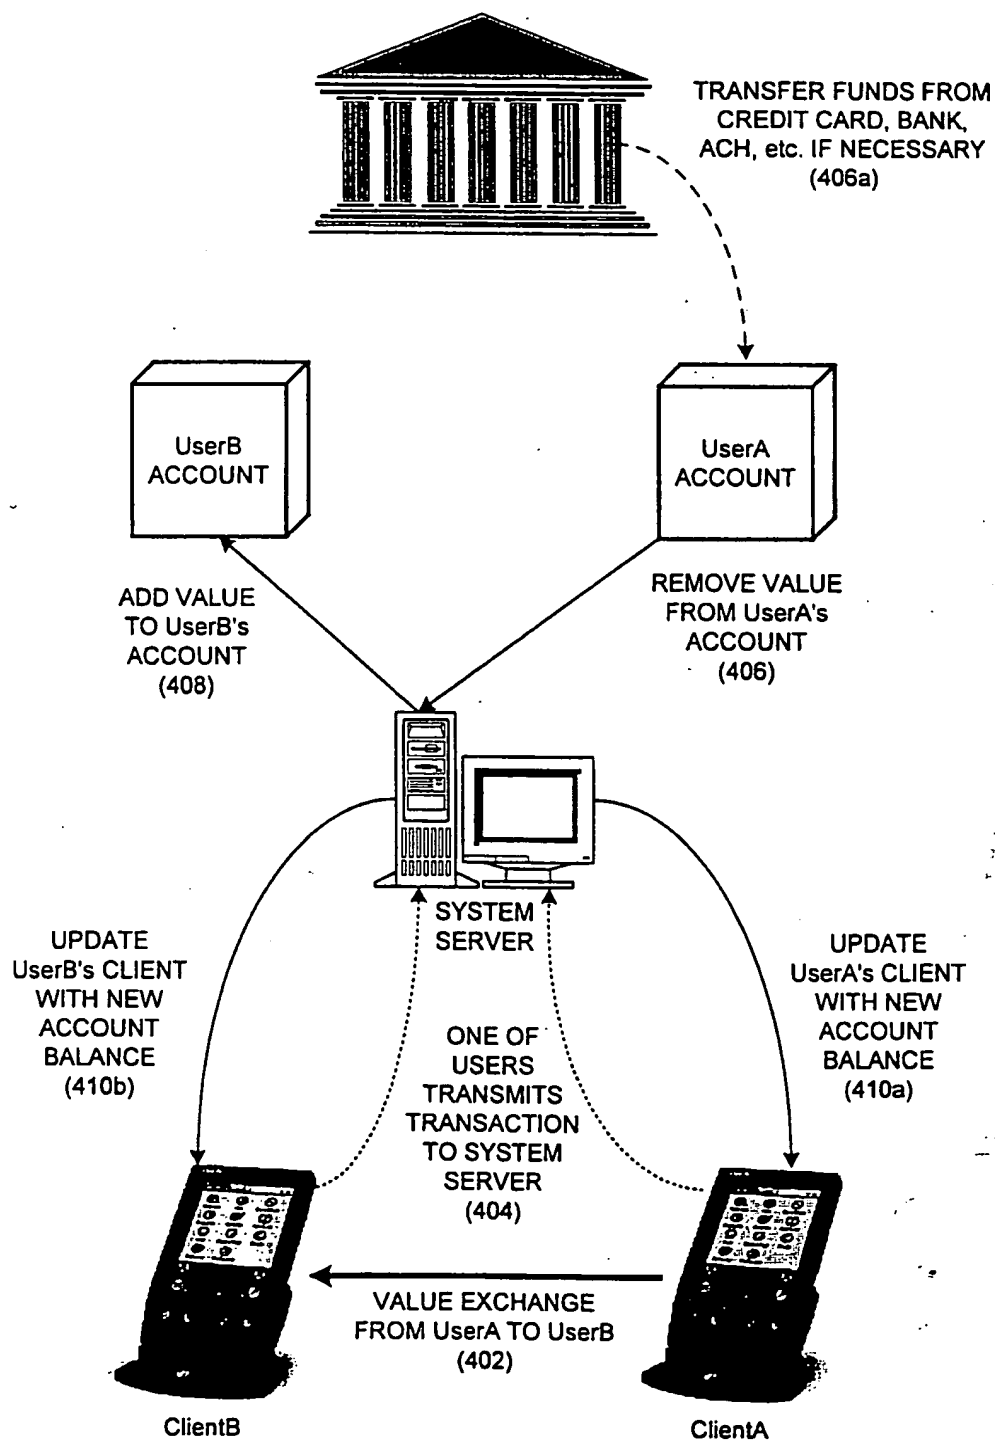 TRANSFER FUNDS FROM
CREDIT CARD, BANK,
ACH, etc. IF NECESSARY
(406a)
UserB
ACCOUNT
UserA
ACCOUNT
ADD VALUE
TO UserB's
ACCOUNT
(408)
REMOVE VALUE
FROM UserA's
ACCOUNT
(406)
SYSTEM
SERVER
UPDATE
UserB's CLIENT
WITH NEW
ACCOUNT
BALANCE
(410b)
ONE OF
USERS
TRANSMITS
TRANSACTION
TO SYSTEM
SERVER
(404)
UPDATE
UserA's CLIENT
WITH NEW
ACCOUNT
BALANCE
(410a)
VALUE EXCHANGE
FROM UserA TO UserB
(402)
ClientB
ClientA